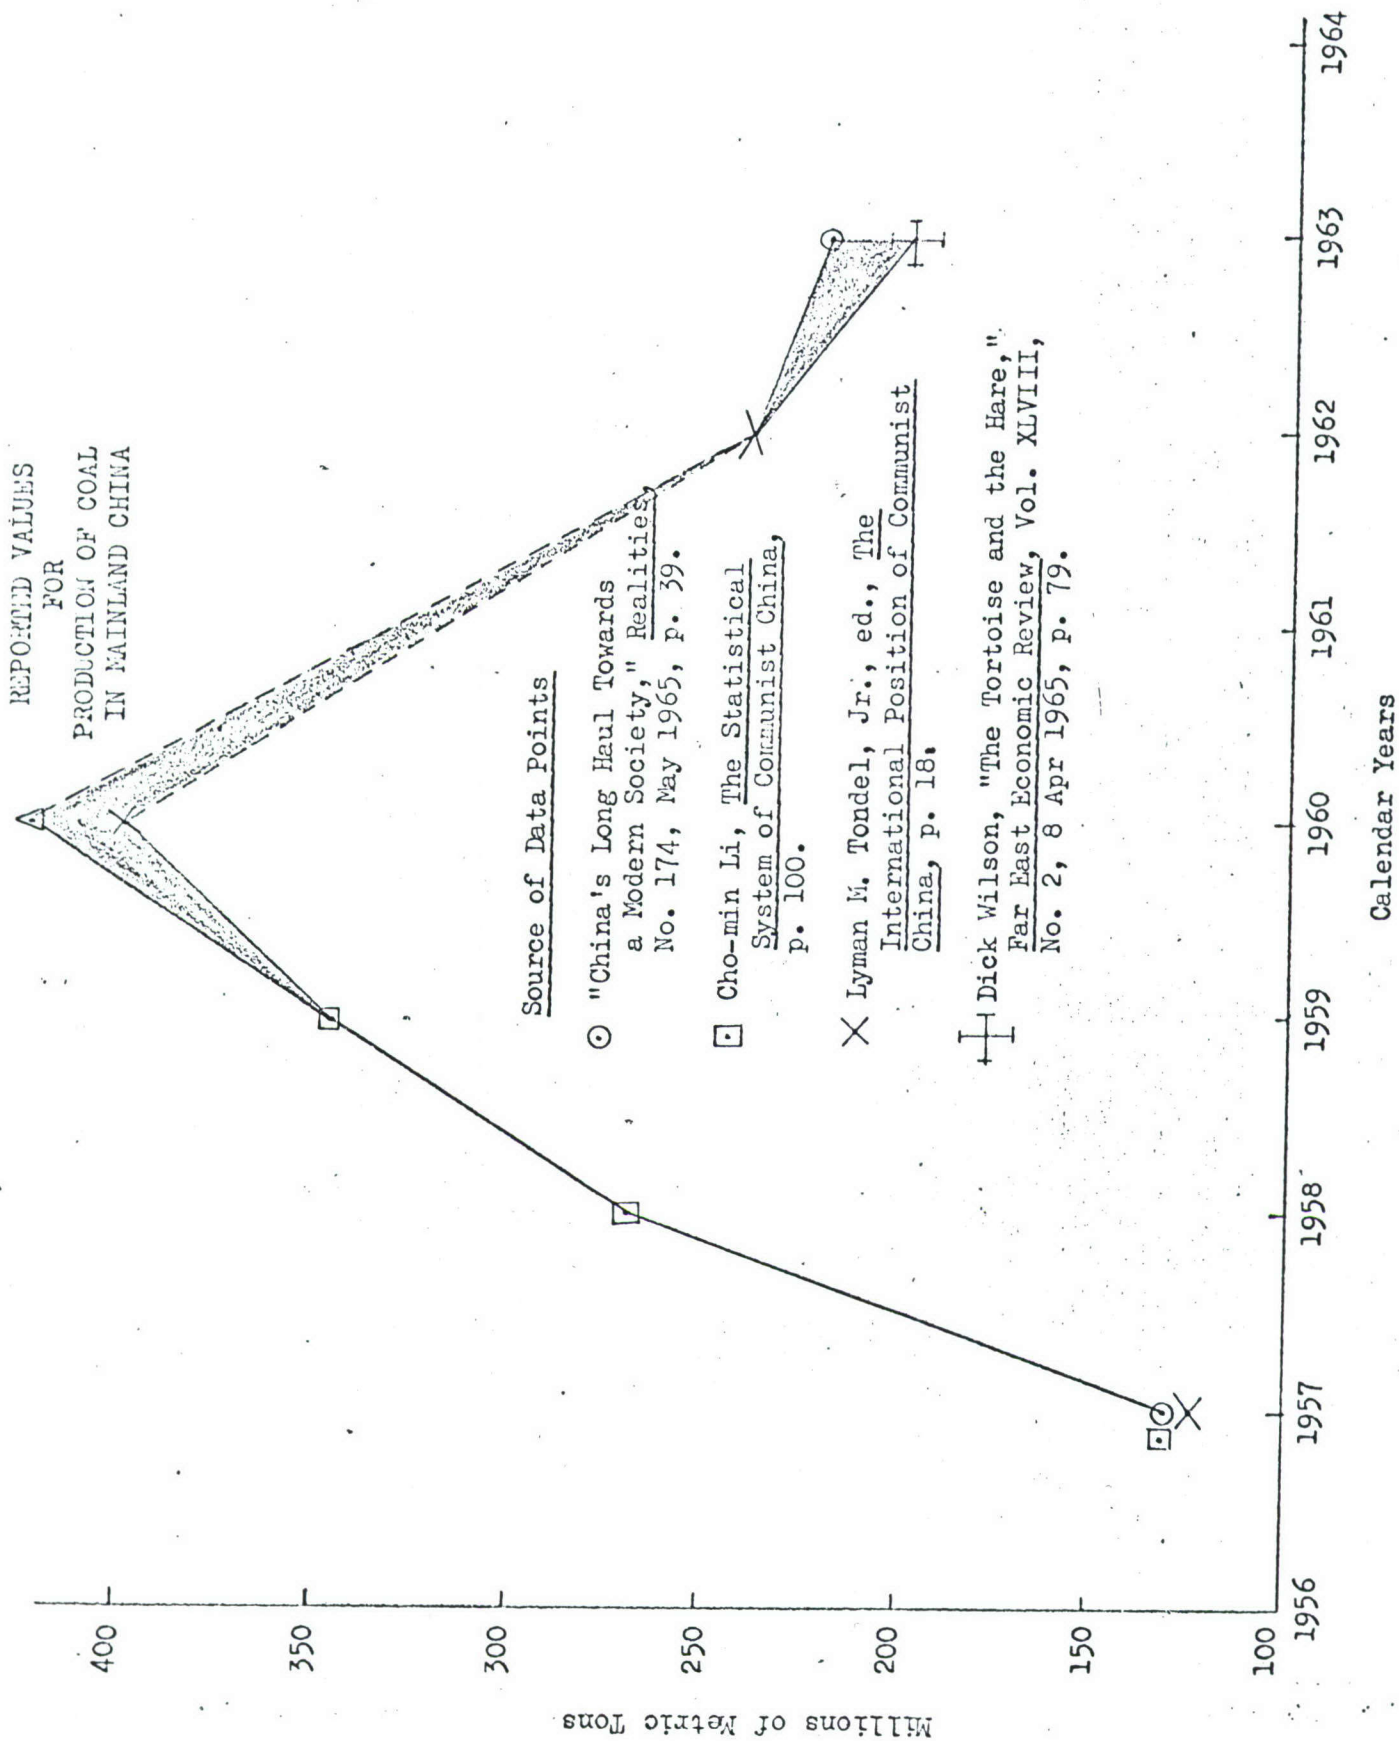 REPORTED VALUES
FOR
PRODUCTION OF COAL
IN MAINLAND CHINA
Millions of Metric Tons
400
350
300
250
200
150
100
Source of Data Points
"China's Long Haul Towards
a Modern Society," Realities
No. 174, May 1965, p. 39.
Cho-min Li, The Statistical
System of Communist China,
p. 100.
Lyman M. Tondel, Jr., ed., The
International Position of Communist
China, p. 18.
Dick Wilson, "The Tortoise and the Hare,"
Far East Economic Review, Vol. XLVIII,
No. 2, 8 Apr 1965, p. 79.
1956
1957
1958
1959
1960
1961
1962
1963
1964
Calendar Years